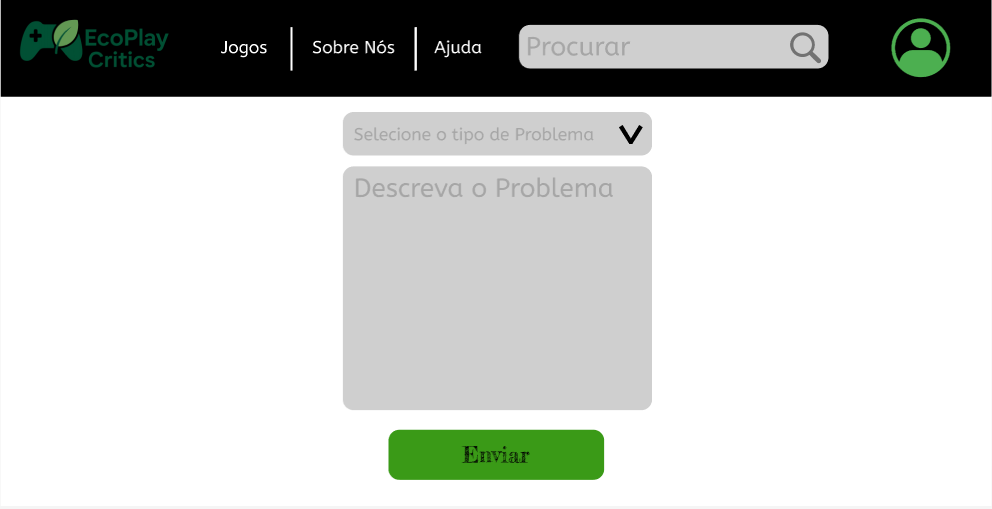 EcoPlay
Critics
Jogos
Sobre Nós
Ajuda
Procurar
Selecione o tipo de Problema
Descreva o Problema
Enviar